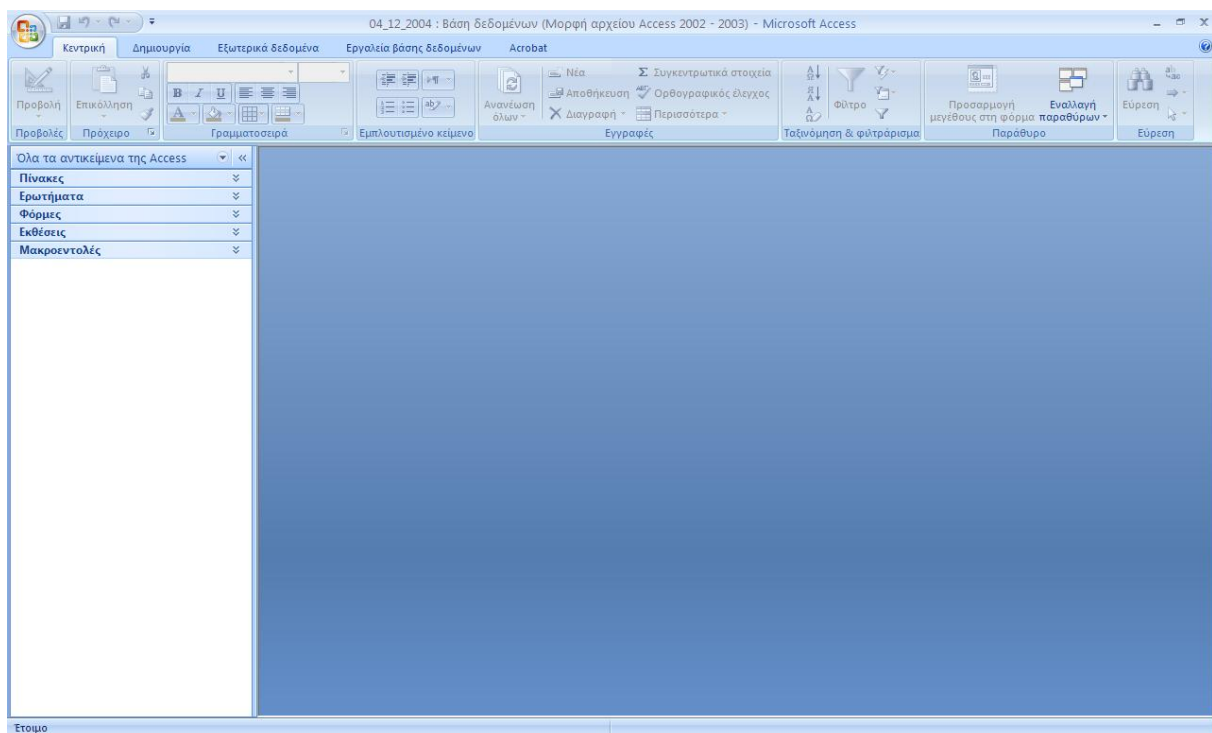 04_12_2004 : Βάση δεδομένων (Μορφή αρχείου Access 2002 - 2003) - Microsoft Access
Κεντρική Δημιουργία Εξωτερικά δεδομένα Εργαλεία βάσης δεδομένων Acrobat
Προβολή
Επικόλληση
B I U
Ανανέωση όλων
Νέα
Αποθήκευση
Διαγραφή
Σ Συγκεντρωτικά στοιχεία
Ορθογραφικός έλεγχος
Περισσότερα
Φίλτρο
Προσαρμογή
μεγέθους στη φόρμα
Εναλλαγή
παραθύρων
Εύρεση
Προβολές Πρόχειρο Γραμματοσειρά Εμπλουτισμένο κείμενο Εγγραφές Ταξινόμηση & φιλτράρισμα Παράθυρο Εύρεση
Όλα τα αντικείμενα της Access
Πίνακες
Ερωτήματα
Φόρμες
Εκθέσεις
Μακροεντολές
Έτοιμο